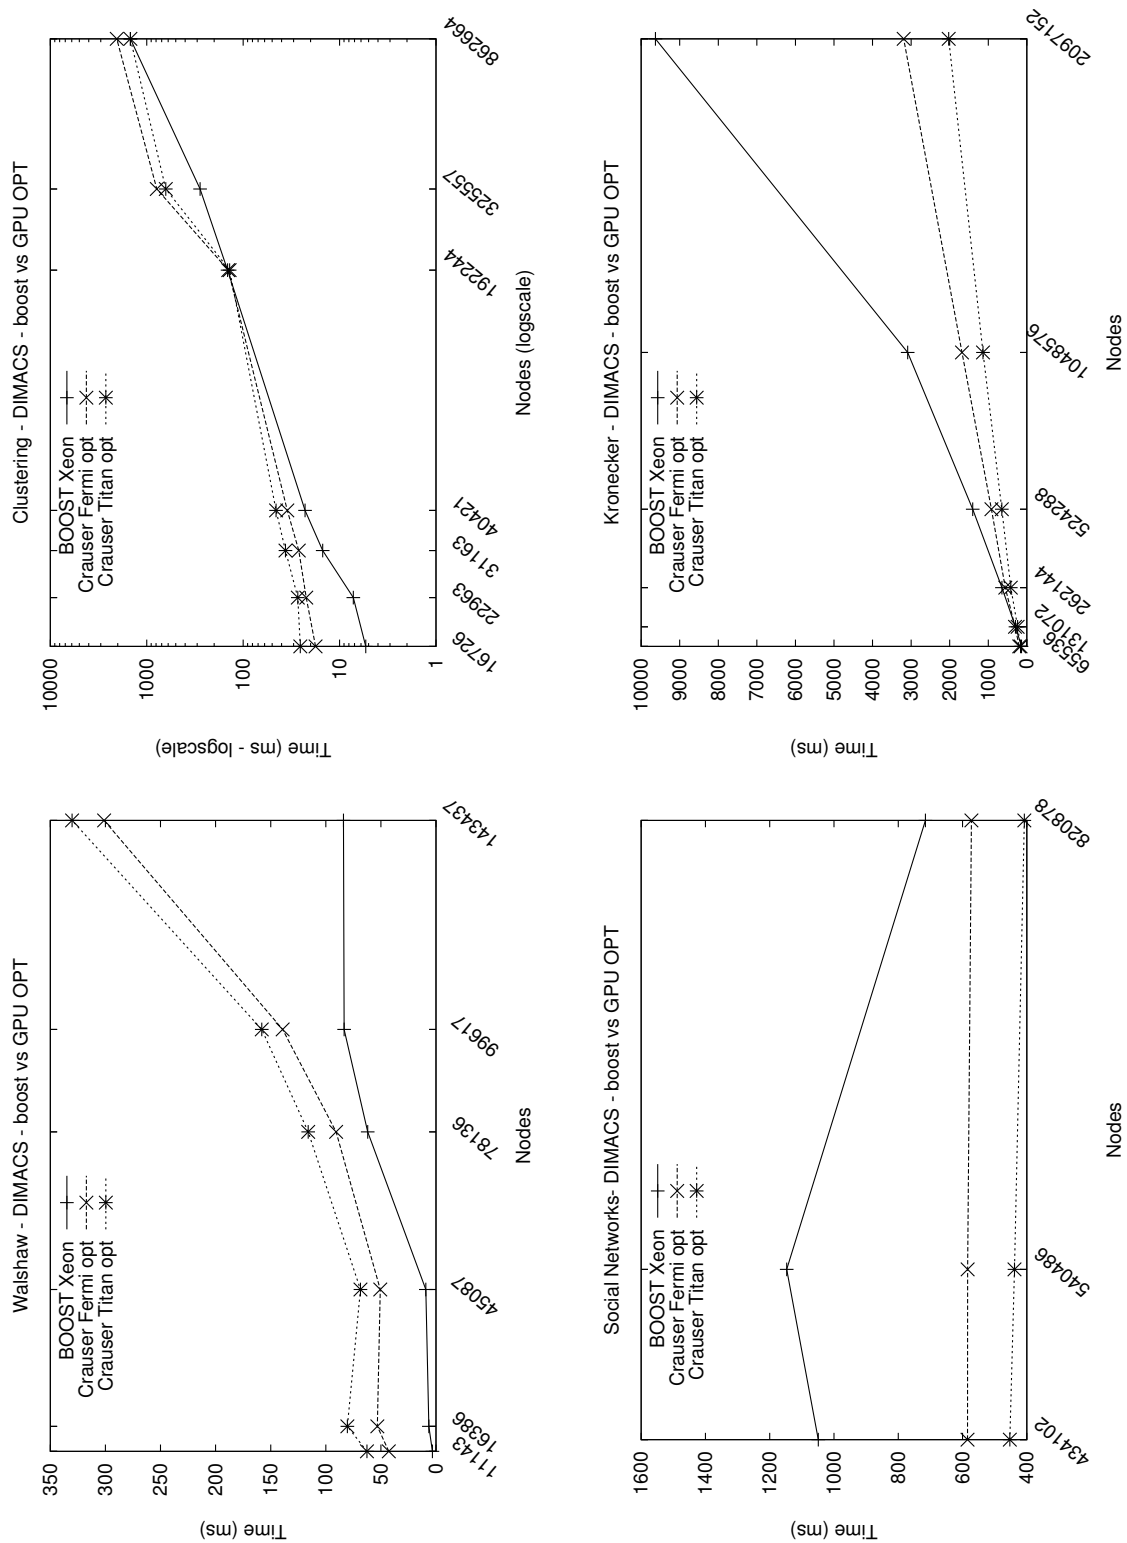 Walshaw - DIMACS - boost vs GPU OPT
BOOST Xeon
Crauser Fermi opt
Crauser Titan opt
Time (ms)
350
300
250
200
150
100
50
0
11143
16386
45087
78136
99617
143437
Nodes
Clustering - DIMACS - boost vs GPU OPT
BOOST Xeon
Crauser Fermi opt
Crauser Titan opt
Time (ms - logscale)
10000
1000
100
10
1
16726
22963
31163
40421
192244
325557
862664
Nodes (logscale)
Social Networks- DIMACS - boost vs GPU OPT
BOOST Xeon
Crauser Fermi opt
Crauser Titan opt
Time (ms)
1600
1400
1200
1000
800
600
400
434102
540486
820878
Nodes
Kronecker - DIMACS - boost vs GPU OPT
BOOST Xeon
Crauser Fermi opt
Crauser Titan opt
Time (ms)
10000
9000
8000
7000
6000
5000
4000
3000
2000
1000
0
65536
131072
262144
524288
1048576
2097152
Nodes